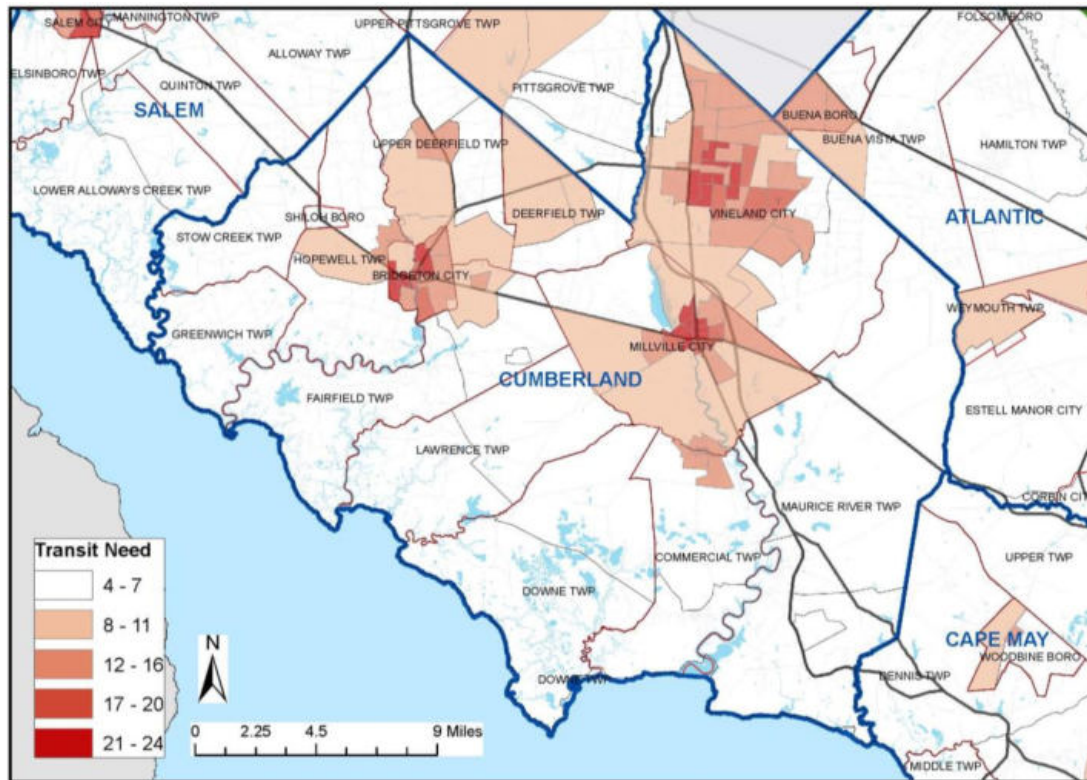 MANNINGTON TWP
SALEM CITY
UPPER PITTSGROVE TWP
FOLSOM BORO
ALLOWAY TWP
ELSINBORO TWP
QUINTON TWP
PITTSGROVE TWP
SALEM
BUENA BORO
BUENA VISTA TWP
UPPER DEERFIELD TWP
HAMILTON TWP
LOWER ALLOWAYS CREEK TWP
SHILOH BORO
DEERFIELD TWP
VINELAND CITY
ATLANTIC
STOW CREEK TWP
HOPEWELL TWP
BRIDGETON CITY
WEYMOUTH TWP
GREENWICH TWP
MILLVILLE CITY
CUMBERLAND
FAIRFIELD TWP
ESTELL MANOR CITY
LAWRENCE TWP
CORBIN CIT
MAURICE RIVER TWP
Transit Need
4 - 7
8 - 11
12 - 16
17 - 20
21 - 24
COMMERCIAL TWP
UPPER TWP
DOWNE TWP
CAPE MAY
WOODBINE BORO
N
DOWNE TWP
DENNIS TWP
0 2.25 4.5 9 Miles
MIDDLE TWP